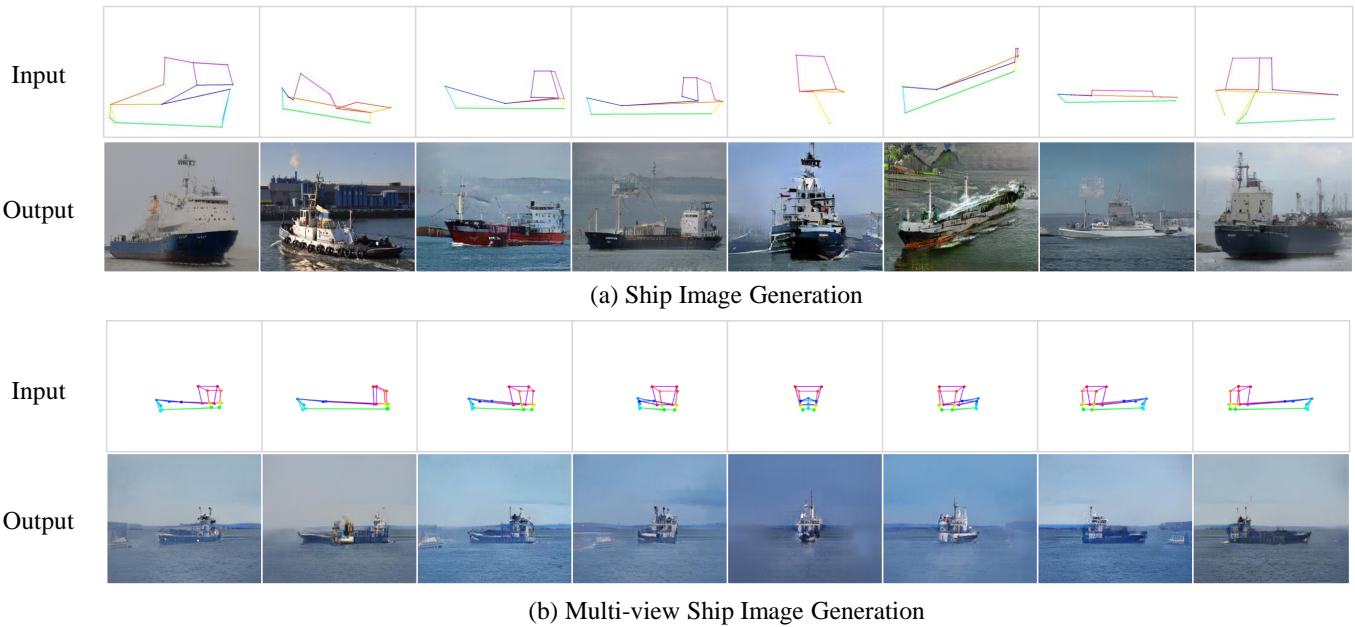 Input
Output
(a) Ship Image Generation
Input
Output
(b) Multi-view Ship Image Generation